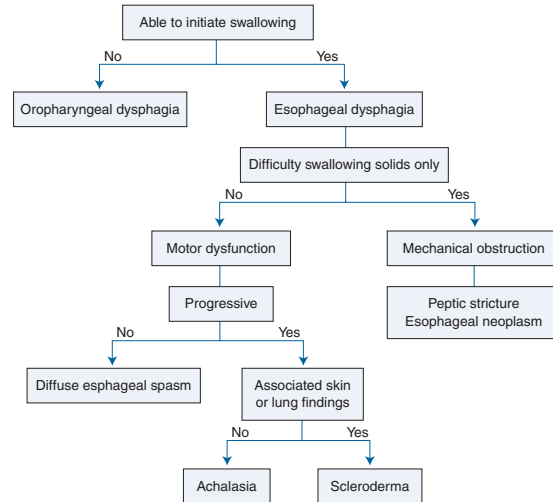 Able to initiate swallowing
No
Yes
Oropharyngeal dysphagia
Esophageal dysphagia
Difficulty swallowing solids only
No
Yes
Motor dysfunction
Mechanical obstruction
Progressive
Peptic stricture
Esophageal neoplasm
No
Yes
Diffuse esphageal spasm
Associated skin
or lung findings
No
Yes
Achalasia
Scleroderma